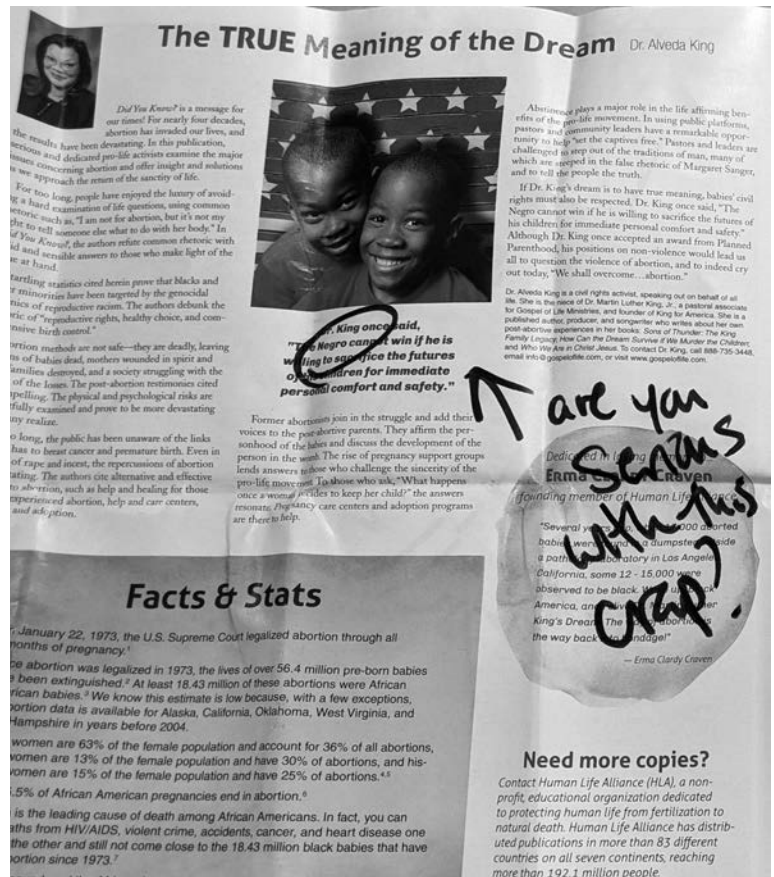 The TRUE Meaning of the Dream Dr. Alveda King
Did You Know? is a message for
our times! For nearly four decades,
abortion has invaded our lives, and
the results have been devastating. In this publication,
serious and dedicated pro-life activists examine the major
issues concerning abortion and offer insight and solutions
as we approach the return of the sanctity of life.
For too long, people have enjoyed the luxury of avoid-
a hard examination of life questions, using common
rhetoric such as, "I am not for abortion, but it's not my
to tell someone else what to do with her body." In
Did You Know?, the authors refute common rhetoric with
and sensible answers to those who make light of the
at hand.
startling statistics cited herein prove that blacks and
minorities have been targeted by the genocidal
of reproductive racism. The authors debunk the
of "reproductive rights, healthy choice, and com-
birth control."
methods are not safe—they are deadly, leaving
of babies dead, mothers wounded in spirit and
families destroyed, and a society struggling with the
of the losses. The post-abortion testimonies cited
The physical and psychological risks are
fully examined and prove to be more devastating
realize.
long, the public has been unaware of the links
has to breast cancer and premature birth. Even in
of rape and incest, the repercussions of abortion
The authors cite alternative and effective
to abortion, such as help and healing for those
experienced abortion, help and care centers,
and adoption.
Dr. King once said,
"The Negro cannot win if he is
willing to sacrifice the futures
of his children for immediate
personal comfort and safety."
Former abortionists join in the struggle and add their
voices to the post-abortive parents. They affirm the per-
sonhood of the babies and discuss the development of the
person in the womb. The rise of pregnancy support groups
lends answers to those who challenge the sincerity of the
pro-life movement. To those who ask, "What happens
once a woman decides to keep her child?" the answers
resonate. Pregnancy care centers and adoption programs
are there to help.
Abstinence plays a major role in the life affirming ben-
efits of the pro-life movement. In using public platforms,
pastors and community leaders have a remarkable oppor-
tunity to help "set the captives free." Pastors and leaders are
challenged to step out of the traditions of man, many of
which are steeped in the false rhetoric of Margaret Sanger,
and to tell the people the truth.
If Dr. King's dream is to have true meaning, babies' civil
rights must also be respected. Dr. King once said, "The
Negro cannot win if he is willing to sacrifice the futures of
his children for immediate personal comfort and safety."
Although Dr. King once accepted an award from Planned
Parenthood, his positions on non-violence would lead us
all to question the violence of abortion, and to indeed cry
out today, "We shall overcome...abortion."
Dr. Alveda King is a civil rights activist, speaking out on behalf of all
life. She is the niece of Dr. Martin Luther King, Jr., a pastoral associate
for Gospel of Life Ministries, and founder of King for America. She is a
published author, producer, and songwriter who writes about her own
post-abortive experiences in her books: Sons of Thunder: The King
Family Legacy, How Can the Dream Survive if We Murder the Children;
and Who We Are in Christ Jesus. To contact Dr. King, call 888-735-3448,
email info@gospeloflife.com, or visit www.gospeloflife.com.
are you
serious
with this
crap?
Dedicated in
ERMA CRAVEN
founding member of Human Life Alliance
"Several 000 aborted
babies were a dumpster
a laboratory in Los Angeles
California, some 12 - 15,000 were
observed to be black.
America, and
King's Dream. The abortion is
the way back bondage!"
— Erma Clardy Craven
Facts & Stats
January 22, 1973, the U.S. Supreme Court legalized abortion through all
months of pregnancy.1
abortion was legalized in 1973, the lives of over 56.4 million pre-born babies
been extinguished.2 At least 18.43 million of these abortions were African
babies.3 We know this estimate is low because, with a few exceptions,
abortion data is available for Alaska, California, Oklahoma, West Virginia, and
Hampshire in years before 2004.
women are 63% of the female population and account for 36% of all abortions,
women are 13% of the female population and have 30% of abortions, and his-
women are 15% of the female population and have 25% of abortions.4,5
.5% of African American pregnancies end in abortion.6
is the leading cause of death among African Americans. In fact, you can
from HIV/AIDS, violent crime, accidents, cancer, and heart disease one
the other and still not come close to the 18.43 million black babies that have
abortion since 1973.7
Need more copies?
Contact Human Life Alliance (HLA), a non-
profit, educational organization dedicated
to protecting human life from fertilization to
natural death. Human Life Alliance has distrib-
uted publications in more than 83 different
countries on all seven continents, reaching
more than 192.1 million people.